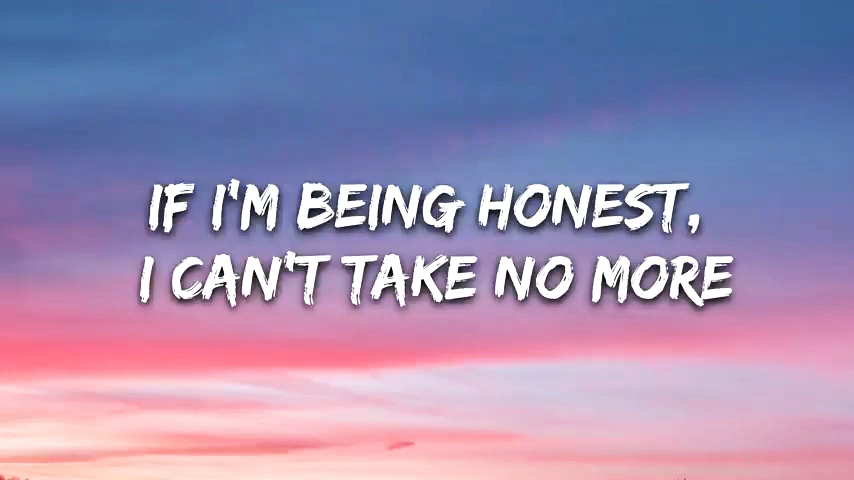 IF I'M BEING HONEST,
I CAN'T TAKE NO MORE